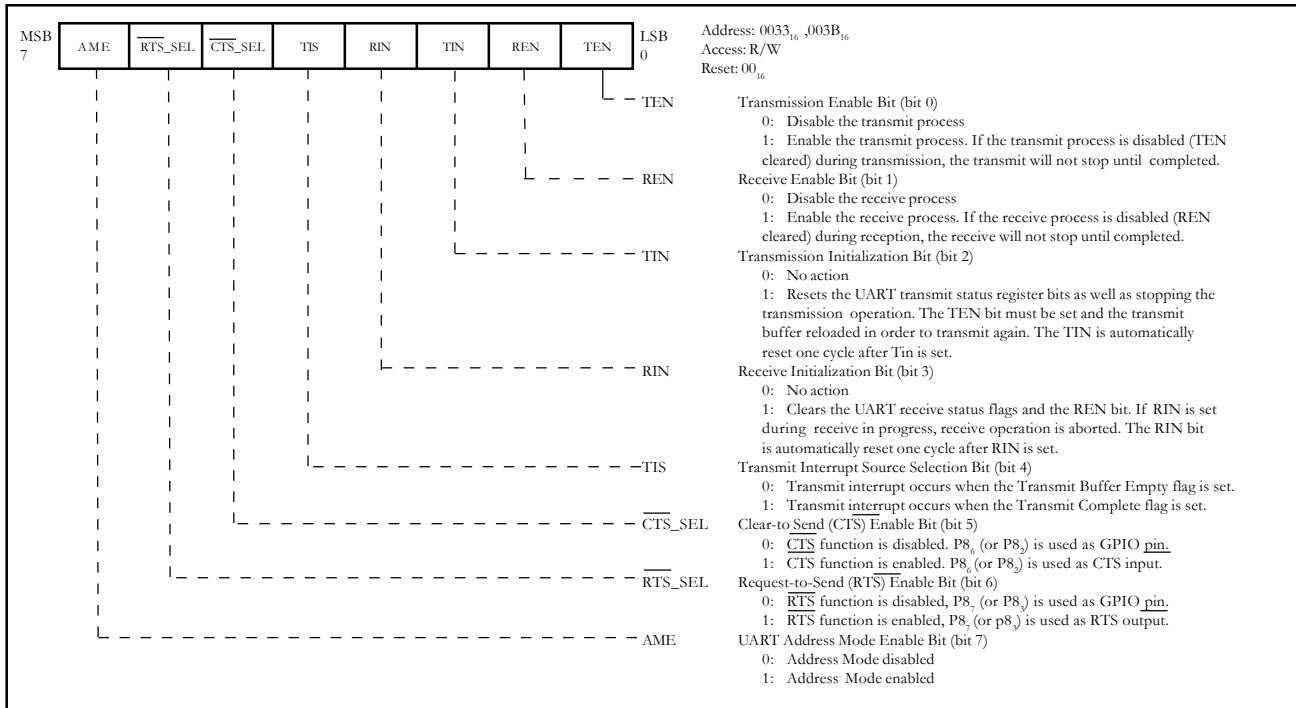 MSB
7
AME RTS_SEL CTS_SEL TIS RIN TIN REN TEN
LSB
0
Address: 0033₁₆ ,003B₁₆
Access: R/W
Reset: 00₁₆
TEN Transmission Enable Bit (bit 0)
0: Disable the transmit process
1: Enable the transmit process. If the transmit process is disabled (TEN
cleared) during transmission, the transmit will not stop until completed.
REN Receive Enable Bit (bit 1)
0: Disable the receive process
1: Enable the receive process. If the receive process is disabled (REN
cleared) during reception, the receive will not stop until completed.
TIN Transmission Initialization Bit (bit 2)
0: No action
1: Resets the UART transmit status register bits as well as stopping the
transmission operation. The TEN bit must be set and the transmit
buffer reloaded in order to transmit again. The TIN is automatically
reset one cycle after Tin is set.
RIN Receive Initialization Bit (bit 3)
0: No action
1: Clears the UART receive status flags and the REN bit. If RIN is set
during receive in progress, receive operation is aborted. The RIN bit
is automatically reset one cycle after RIN is set.
TIS Transmit Interrupt Source Selection Bit (bit 4)
0: Transmit interrupt occurs when the Transmit Buffer Empty flag is set.
1: Transmit interrupt occurs when the Transmit Complete flag is set.
CTS_SEL Clear-to Send (CTS) Enable Bit (bit 5)
0: CTS function is disabled. P8₆ (or P8₂) is used as GPIO pin.
1: CTS function is enabled. P8₆ (or P8₂) is used as CTS input.
RTS_SEL Request-to-Send (RTS) Enable Bit (bit 6)
0: RTS function is disabled, P8₇ (or P8₃) is used as GPIO pin.
1: RTS function is enabled, P8₇ (or p8₃) is used as RTS output.
AME UART Address Mode Enable Bit (bit 7)
0: Address Mode disabled
1: Address Mode enabled